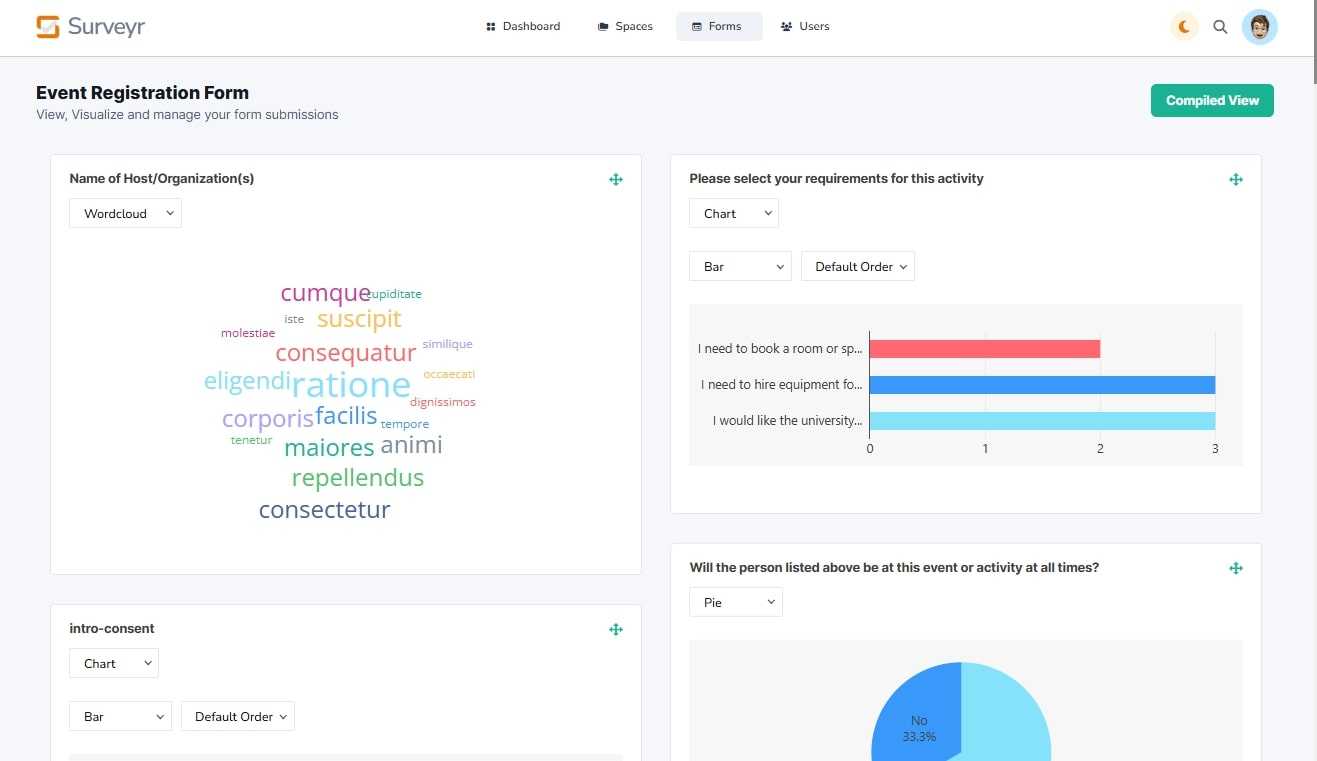 Surveyr
Dashboard
Spaces
Forms
Users
Event Registration Form
View, Visualize and manage your form submissions
Compiled View
Name of Host/Organization(s)
Wordcloud
cumque
cupiditate
iste
suscipit
molestiae
consequatur
similique
eligendi
ratione
occaecati
dignissimos
corporis
facilis
tempore
tenetur
maiores
animi
repellendus
consectetur
Please select your requirements for this activity
Chart
Bar
Default Order
I need to book a room or sp...
I need to hire equipment fo...
I would like the university...
0 1 2 3
intro-consent
Chart
Bar
Default Order
Will the person listed above be at this event or activity at all times?
Pie
No
33.3%